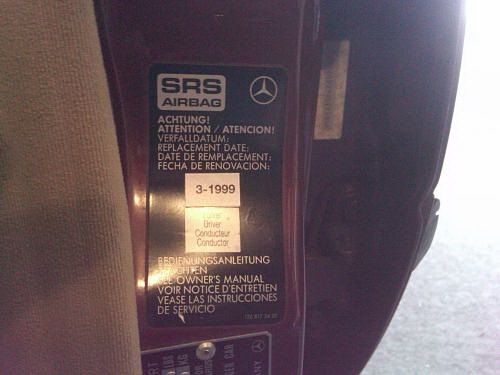 SRS
AIRBAG
ACHTUNG!
ATTENTION / ATENCION!
VERFALLDATUM:
REPLACEMENT DATE:
DATE DE REMPLACEMENT:
FECHA DE RENOVACION:
3-1999
Driver
Conducteur
Conductor
BEDIENUNGSANLEITUNG
SEE OWNER'S MANUAL
VOIR NOTICE D'ENTRETIEN
VEASE LAS INSTRUCCIONES
DE SERVICIO